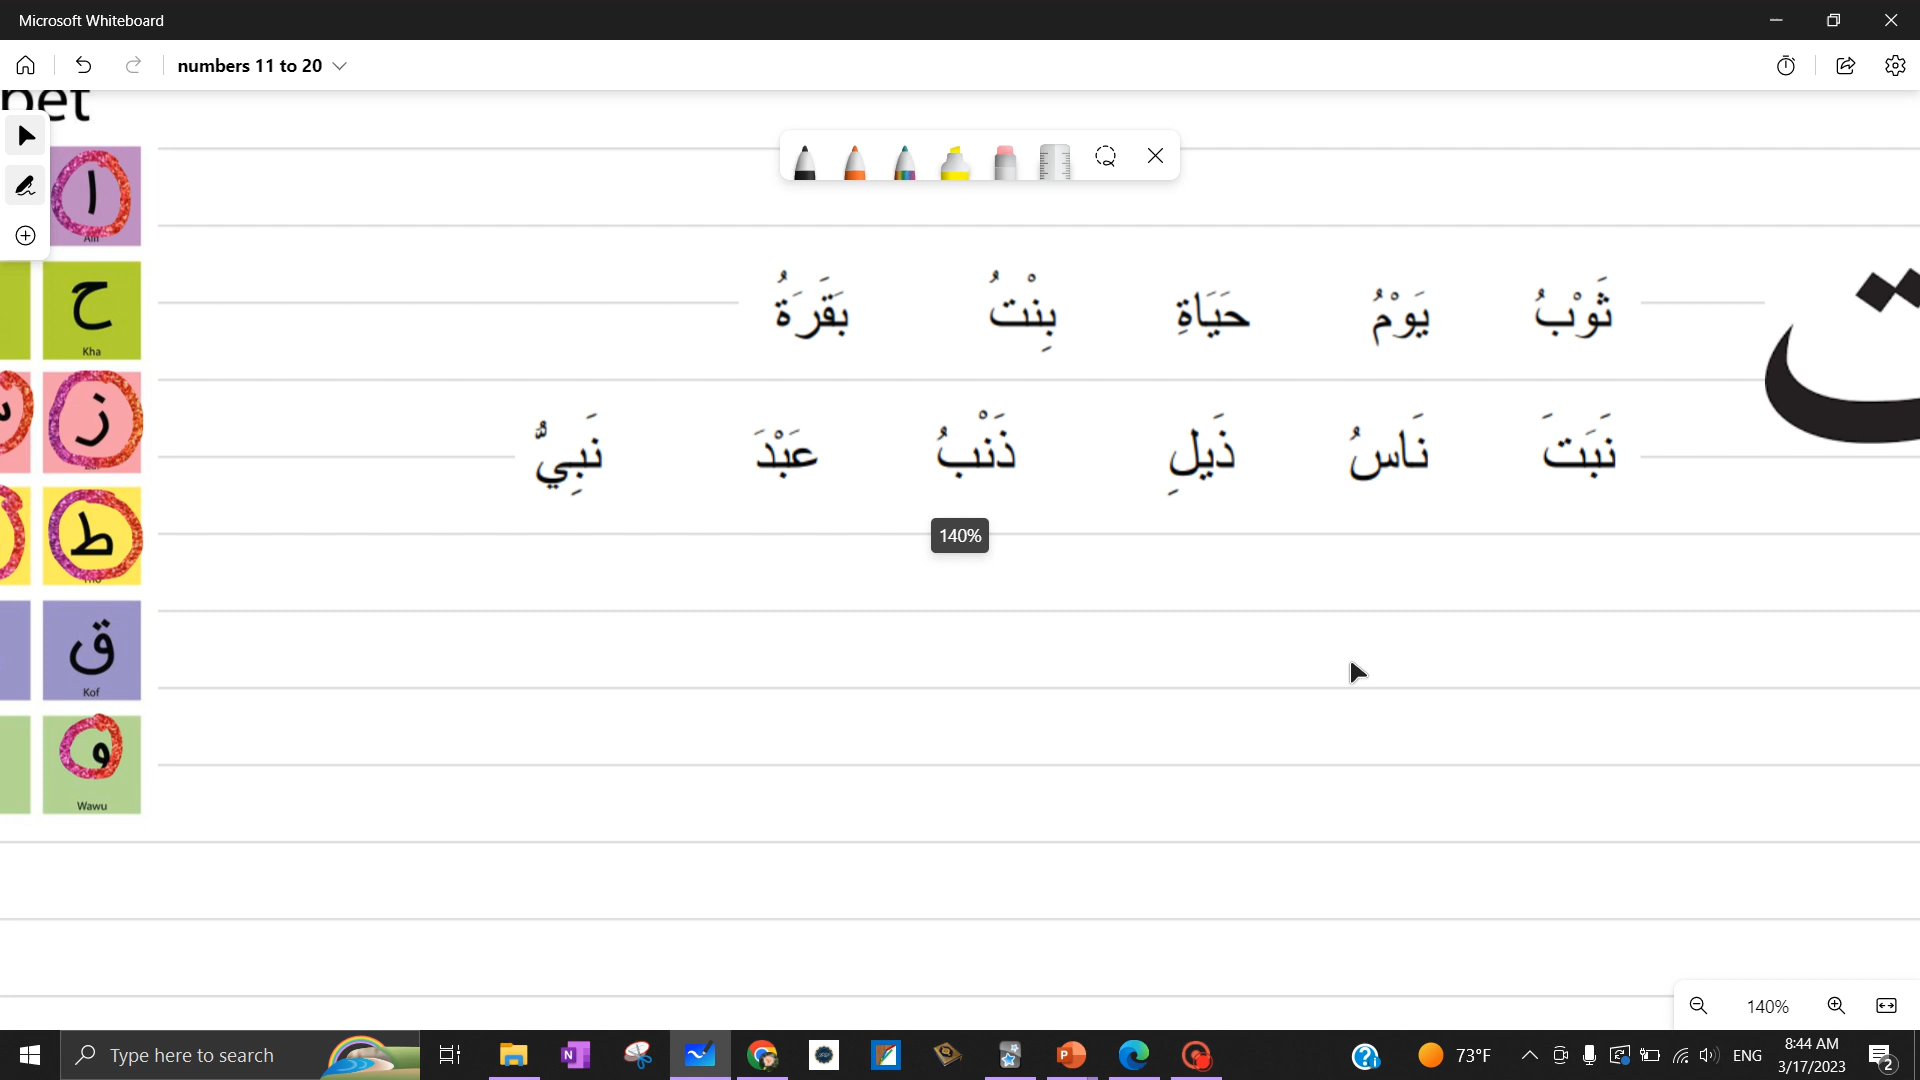 Microsoft Whiteboard
numbers 11 to 20
bet
ا
ح
Kha
ز
ط
ق
Kof
و
Wawu
ثَوْبُ يَوْمُ حَيَاةِ بِنْتُ بَقَرَةُ
نَبَتَ نَاسُ ذَيلِ ذَنْبُ عَبْدَ نَبِيُّ
ت
140%
140%
Type here to search
73°F
ENG
8:44 AM
3/17/2023
2